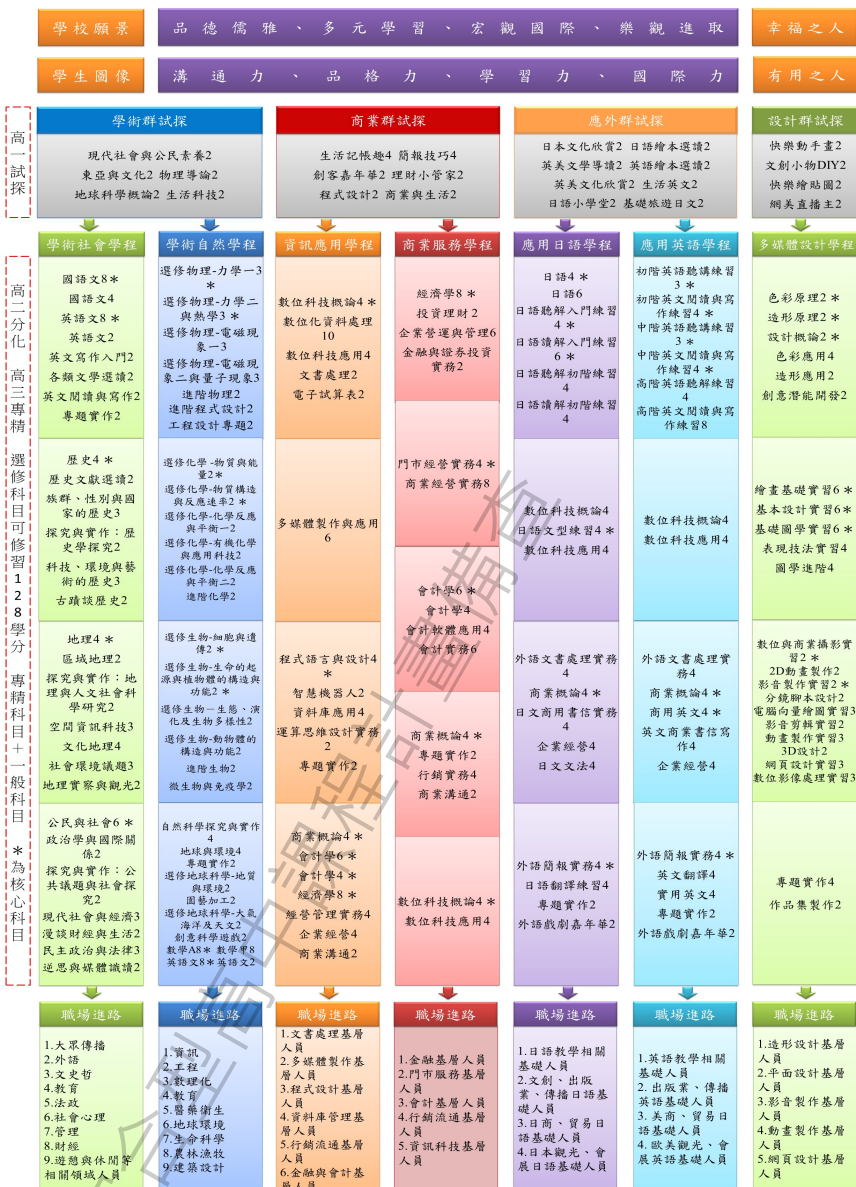 學校願景
品德儒雅、多元學習、宏觀國際、樂觀進取
幸福之人
學生圖像
溝通力、品格力、學習力、國際力
有用之人
高一試探
學術群試探
現代社會與公民素養2
東亞與文化2 物理導論2
地球科學概論2 生活科技2
商業群試探
生活記帳趣4 簡報技巧4
創客嘉年華2 理財小管家2
程式設計2 商業與生活2
應外群試探
日本文化欣賞2 日語繪本選讀2
英美文學導讀2 英語繪本選讀2
英美文化欣賞2 生活英文2
日語小學堂2 基礎旅遊日文2
設計群試探
快樂動手畫2
文創小物DIY2
快樂繪貼圖2
網美直播主2
高二分化 高三專精 選修科目可修習128學分 專精科目+一般科目 *為核心科目
學術社會學程
國語文8*
國語文4
英語文8*
英語文2
英文寫作入門2
各類文學選讀2
英文閱讀與寫作2
專題實作2
歷史4*
歷史文獻選讀2
族群、性別與國
家的歷史3
探究與實作:歷
史學探究2
科技、環境與藝
術的歷史3
古蹟談歷史2
地理4*
區域地理2
探究與實作:地
理與人文社會科
學研究2
空間資訊科技3
文化地理4
社會環境議題3
地理實察與觀光2
公民與社會6*
政治學與國際關
係2
探究與實作:公
共議題與社會探
究2
現代社會與經濟3
漫談財經與生活2
民主政治與法律3
逆思與媒體識讀2
職場進路
1.大眾傳播
2.外語
3.文史哲
4.教育
5.法政
6.社會心理
7.管理
8.財經
9.遊憩與休閒等
相關領域人員
學術自然學程
選修物理-力學一3
*
選修物理-力學二
與熱學3*
選修物理-電磁現
象一3
選修物理-電磁現
象二與量子現象3
進階物理2
進階程式設計2
工程設計專題2
選修化學-物質與能
量2*
選修化學-物質構造
與反應速率2*
選修化學-化學反應
與平衡一2
選修化學-有機化學
與應用科技2
選修化學-化學反應
與平衡二2
進階化學2
選修生物-細胞與遺
傳2*
選修生物-生命的起
源與植物體的構造與
功能2*
選修生物-生態、演
化及生物多樣性2
選修生物-動物體的
構造與功能2
進階生物2
微生物與免疫學2
自然科學探究與實作
4
地球與環境4
專題實作2
選修地球科學-地質
與環境2
園藝加工2
選修地球科學-大氣
海洋及天文2
創意科學遊戲2
數學A8* 數學甲8
英語文8*英語文2
職場進路
1.資訊
2.工程
3.數理化
4.教育
5.醫藥衛生
6.地球環境
7.生命科學
8.農林漁牧
9.建築設計
資訊應用學程
數位科技概論4*
數位化資料處理
10
數位科技應用4
文書處理2
電子試算表2
多媒體製作與應用
6
程式語言與設計4
*
智慧機器人2
資料庫應用4
運算思維設計實務
2
專題實作2
商業概論4*
會計學6*
會計學4*
經濟學8*
經營管理實務4
企業經營4
商業溝通2
職場進路
1.文書處理基層
人員
2.多媒體製作基
層人員
3.程式設計基層
人員
4.資料庫管理基
層人員
5.行銷流通基層
人員
6.金融與會計基
層人員
商業服務學程
經濟學8*
投資理財2
企業營運與管理6
金融與證券投資
實務2
門市經營實務4*
商業經營實務8
會計學6*
會計學4
會計軟體應用4
會計實務6
商業概論4*
專題實作2
行銷實務4
商業溝通2
數位科技概論4*
數位科技應用4
職場進路
1.金融基層人員
2.門市服務基層
人員
3.會計基層人員
4.行銷流通基層
人員
5.資訊科技基層
人員
應用日語學程
日語4*
日語6
日語聽解入門練習
4*
日語讀解入門練習
6*
日語聽解初階練習
4
日語讀解初階練習
4
數位科技概論4
日語文型練習4*
數位科技應用4
外語文書處理實務
4
商業概論4*
日文商用書信實務
4
企業經營4
日文文法4
外語簡報實務4*
日語翻譯練習4
專題實作2
外語戲劇嘉年華2
職場進路
1.日語教學相關
基礎人員
2.文創、出版
業、傳播日語基
礎人員
3.日商、貿易日
語基礎人員
4.日本觀光、會
展日語基礎人員
應用英語學程
初階英語聽講練習
3*
初階英文閱讀與寫
作練習4*
中階英語聽講練習
3*
中階英文閱讀與寫
作練習4*
高階英語聽解練習
4
高階英文閱讀與寫
作練習8
數位科技概論4
數位科技應用4
外語文書處理實
務4
商業概論4*
商用英文4*
英文商業書信寫
作4
企業經營4
外語簡報實務4*
英文翻譯4
實用英文4
專題實作2
外語戲劇嘉年華2
職場進路
1.英語教學相關
基礎人員
2. 出版業、傳播
英語基礎人員
3. 美商、貿易日
語基礎人員
4. 歐美觀光、會
展英語基礎人員
多媒體設計學程
色彩原理2*
造形原理2*
設計概論2*
色彩應用4
造形應用2
創意潛能開發2
繪畫基礎實習6*
基本設計實習6*
基礎圖學實習6*
表現技法實習4
圖學進階4
數位與商業攝影實
習2*
2D動畫製作2
影音製作實習2*
分鏡腳本設計2
電腦向量繪圖實習3
影音剪輯實習2
動畫製作實習3
3D設計2
網頁設計實習3
數位影像處理實習3
專題實作4
作品集製作2
職場進路
1.造形設計基層
人員
2.平面設計基層
人員
3.影音製作基層
人員
4.動畫製作基層
人員
5.網頁設計基層
人員
合型高中課程計畫備查